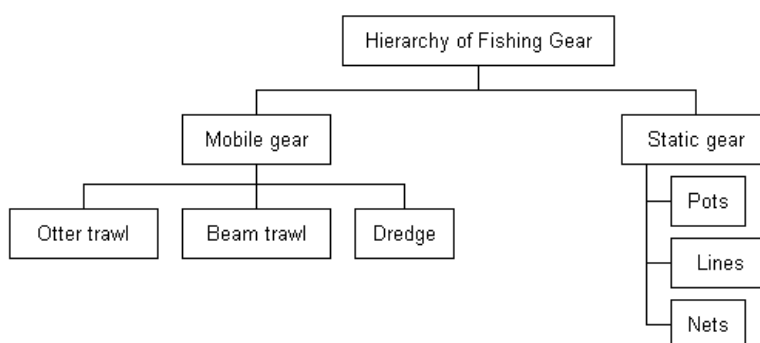 Hierarchy of Fishing Gear
Mobile gear
Static gear
Otter trawl
Beam trawl
Dredge
Pots
Lines
Nets